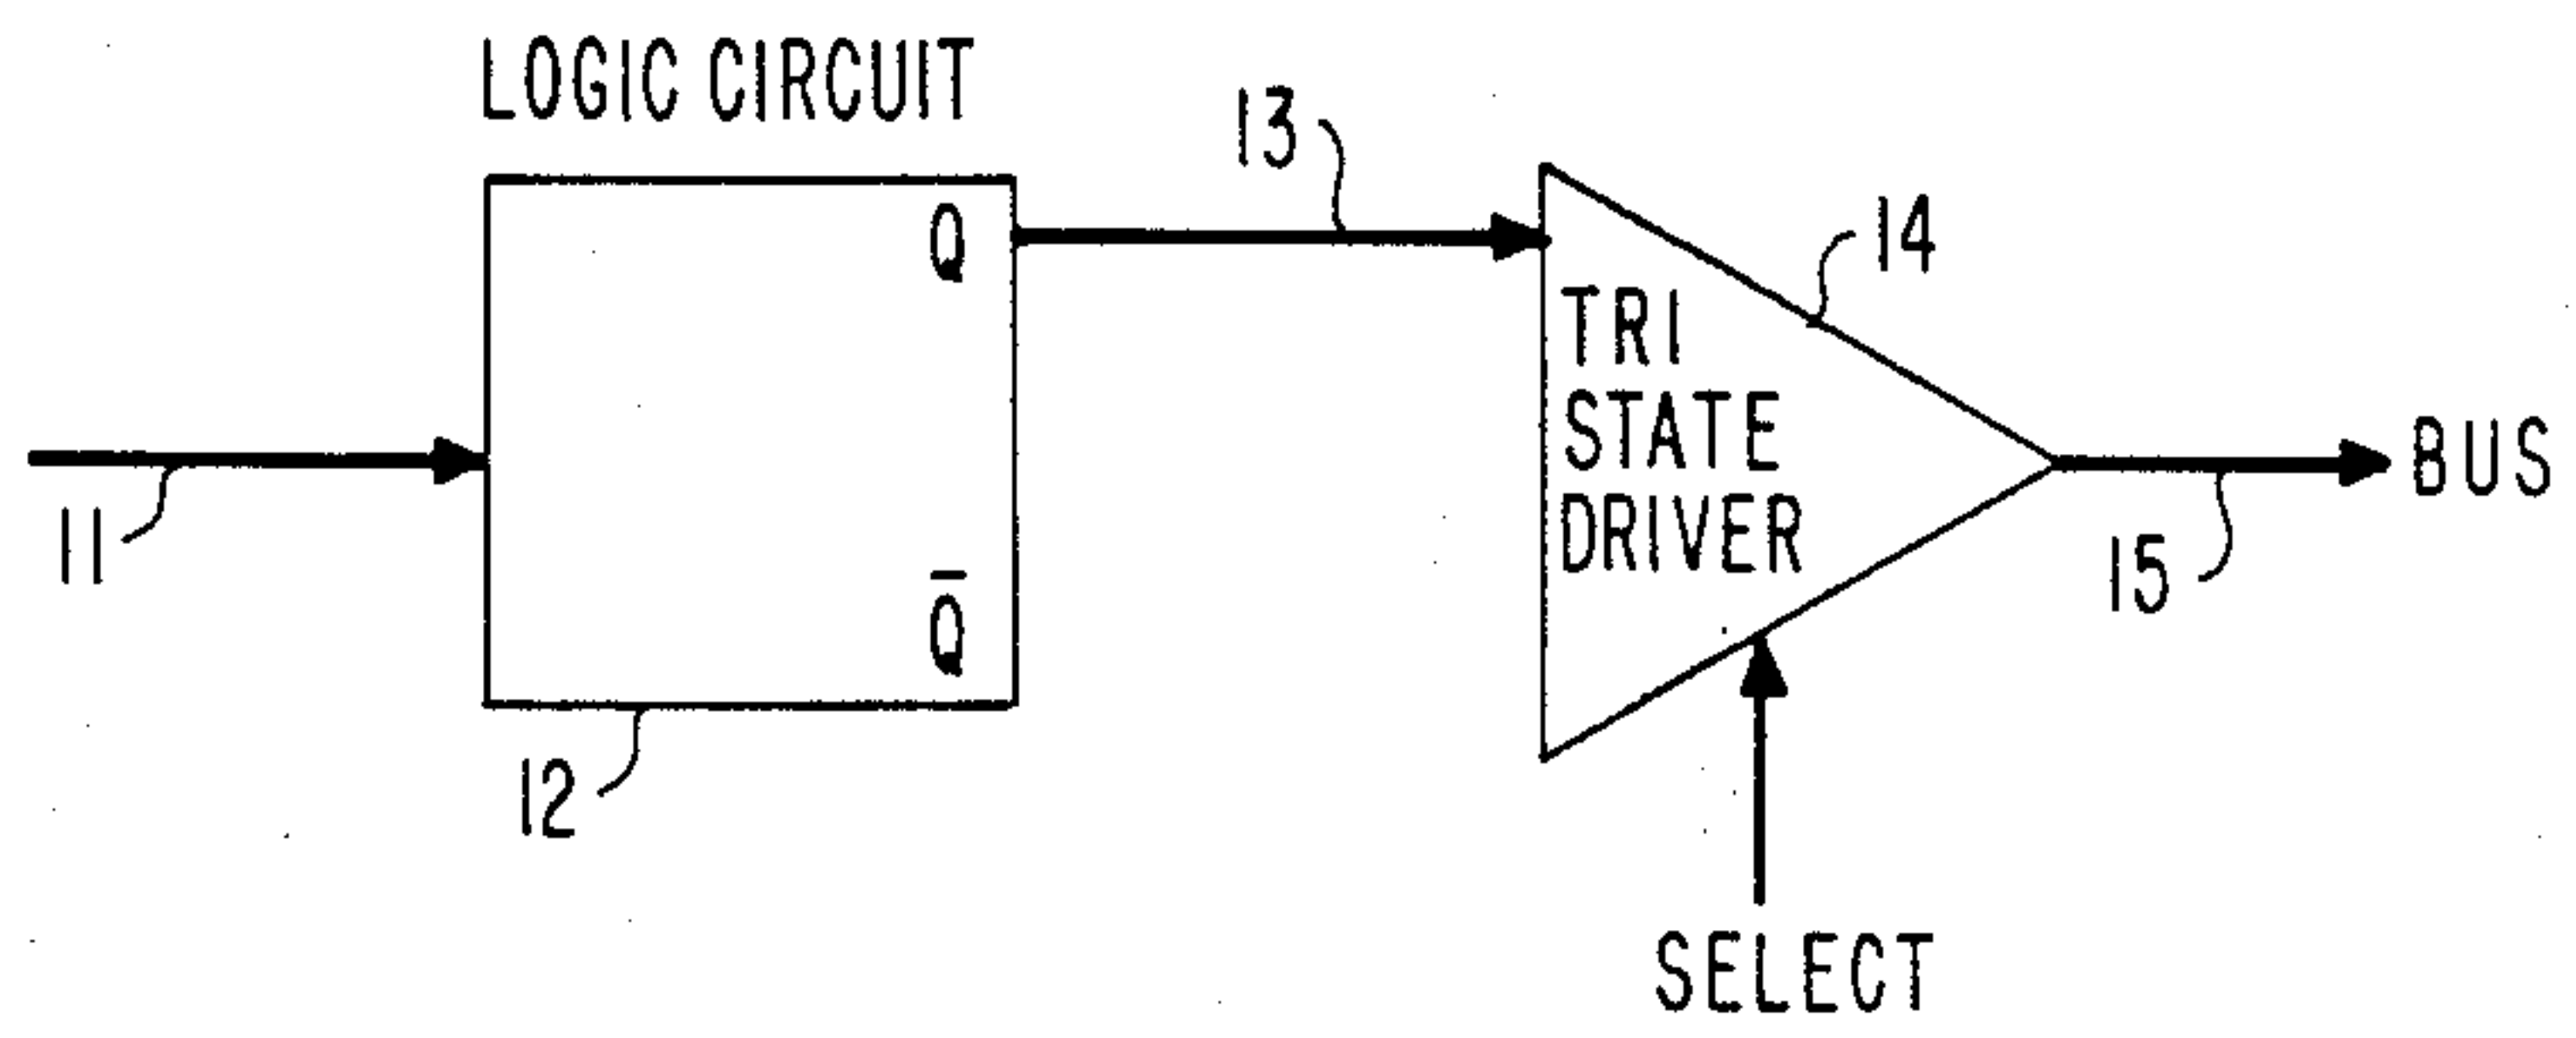 LOGIC CIRCUIT
13
Q
14
TRI
STATE
DRIVER
BUS
11
15
Q̅
12
SELECT